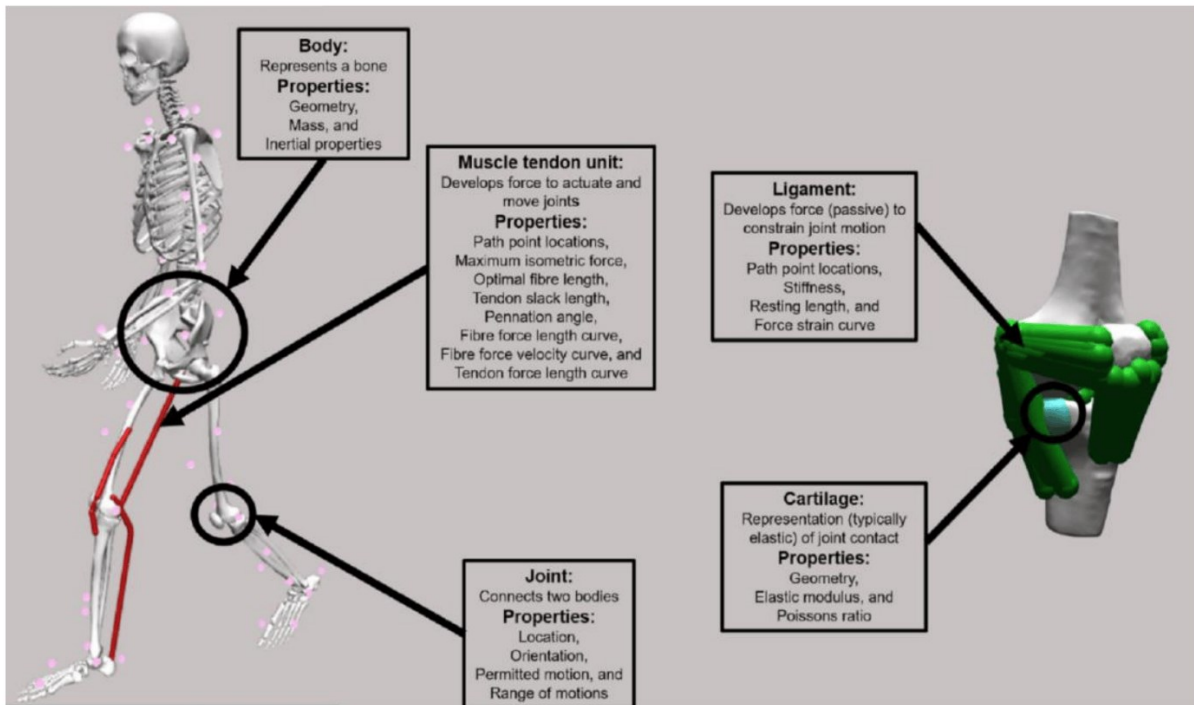 Body:
Represents a bone
Properties:
Geometry,
Mass, and
Inertial properties
Muscle tendon unit:
Develops force to actuate and
move joints
Properties:
Path point locations,
Maximum isometric force,
Optimal fibre length,
Tendon slack length,
Pennation angle,
Fibre force length curve,
Fibre force velocity curve, and
Tendon force length curve
Joint:
Connects two bodies
Properties:
Location,
Orientation,
Permitted motion, and
Range of motions
Ligament:
Develops force (passive) to
constrain joint motion
Properties:
Path point locations,
Stiffness,
Resting length, and
Force strain curve
Cartilage:
Representation (typically
elastic) of joint contact
Properties:
Geometry,
Elastic modulus, and
Poissons ratio